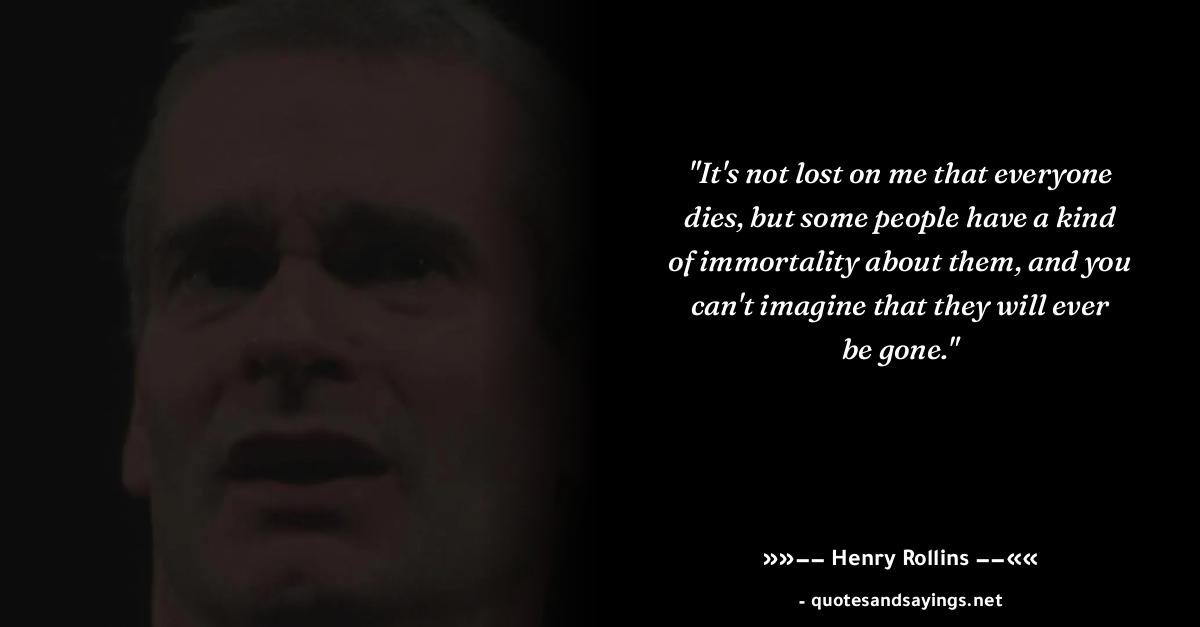 "It's not lost on me that everyone
dies, but some people have a kind
of immortality about them, and you
can't imagine that they will ever
be gone."
»»−− Henry Rollins −−««
- quotesandsayings.net